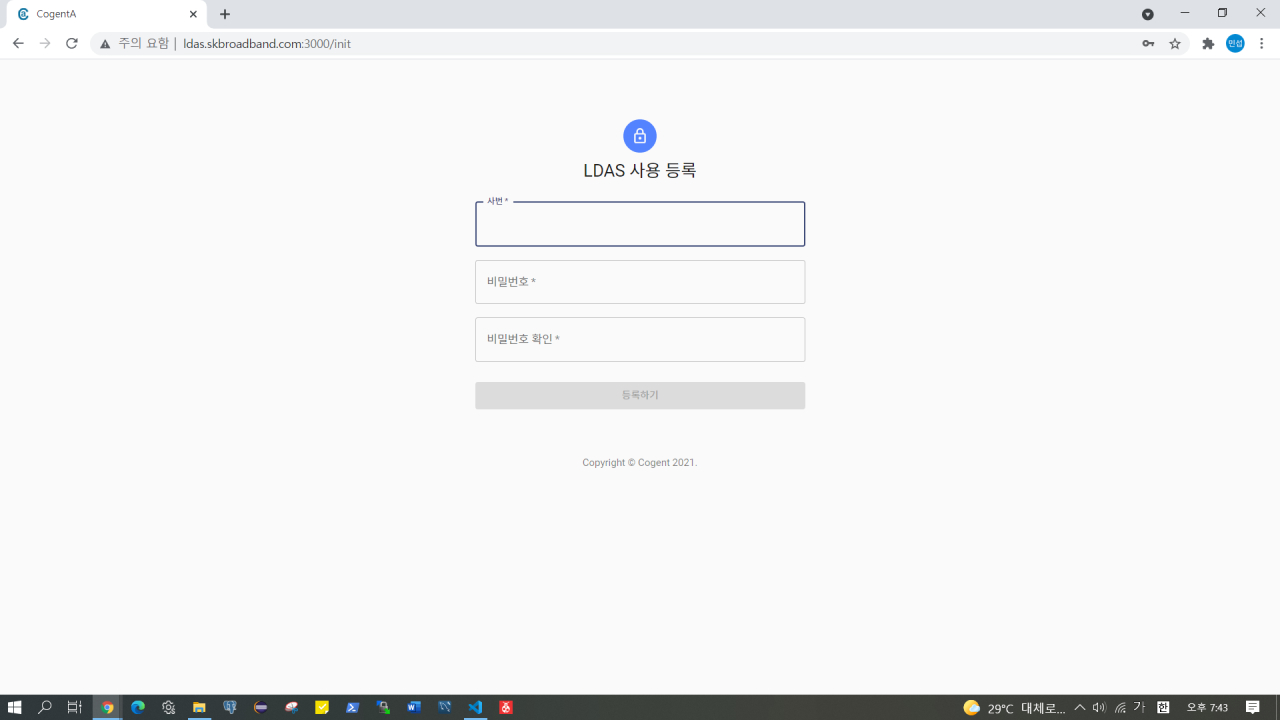 CogentA
주의 요함 | ldas.skbroadband.com:3000/init
민섭
LDAS 사용 등록
사번 *
비밀번호 *
비밀번호 확인 *
등록하기
Copyright © Cogent 2021.
29°C 대체로... 가 한 오후 7:43